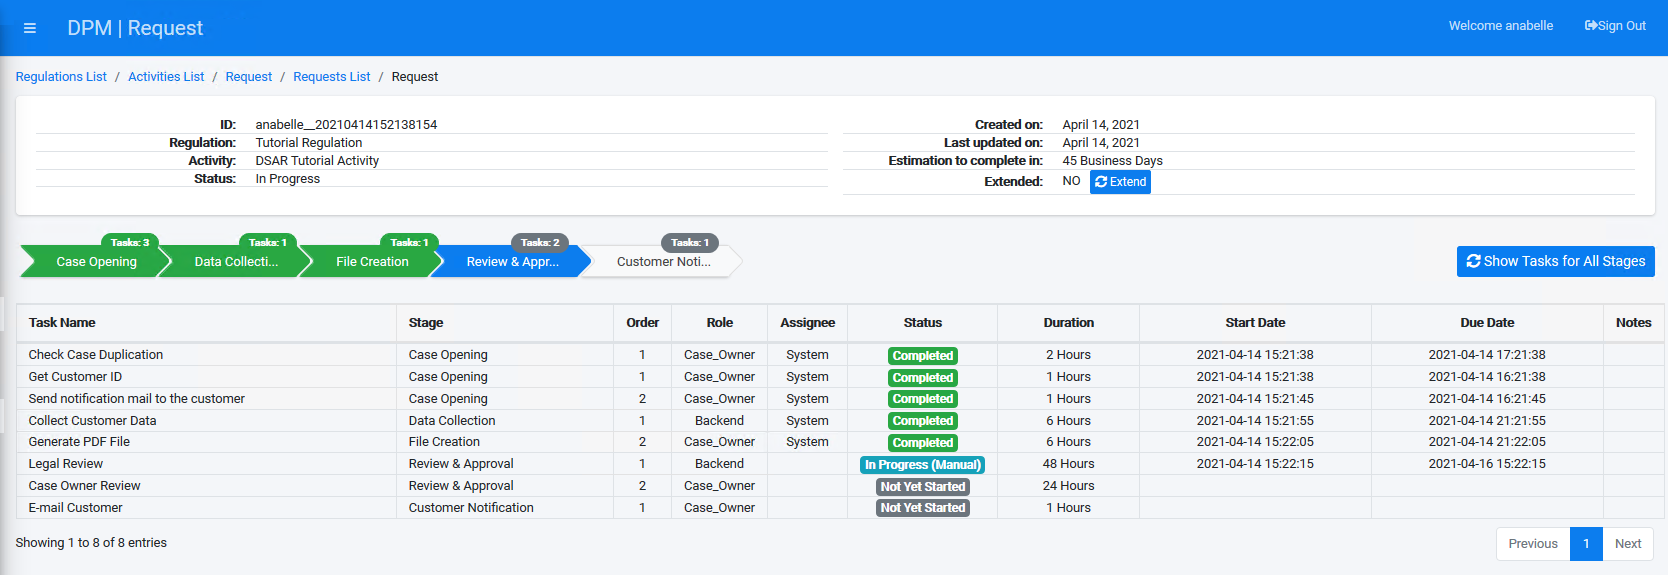 DPM | Request
Welcome anabelle Sign Out
Regulations List / Activities List / Request / Requests List / Request
ID: anabelle__20210414152138154 Created on: April 14, 2021
Regulation: Tutorial Regulation Last updated on: April 14, 2021
Activity: DSAR Tutorial Activity Estimation to complete in: 45 Business Days
Status: In Progress Extended: NO Extend
Tasks: 3 Tasks: 1 Tasks: 1 Tasks: 2 Tasks: 1
Case Opening Data Collecti... File Creation Review & Appr... Customer Noti... Show Tasks for All Stages
Task Name Stage Order Role Assignee Status Duration Start Date Due Date Notes
Check Case Duplication Case Opening 1 Case_Owner System Completed 2 Hours 2021-04-14 15:21:38 2021-04-14 17:21:38
Get Customer ID Case Opening 1 Case_Owner System Completed 1 Hours 2021-04-14 15:21:38 2021-04-14 16:21:38
Send notification mail to the customer Case Opening 2 Case_Owner System Completed 1 Hours 2021-04-14 15:21:45 2021-04-14 16:21:45
Collect Customer Data Data Collection 1 Backend System Completed 6 Hours 2021-04-14 15:21:55 2021-04-14 21:21:55
Generate PDF File File Creation 2 Case_Owner System Completed 6 Hours 2021-04-14 15:22:05 2021-04-14 21:22:05
Legal Review Review & Approval 1 Backend In Progress (Manual) 48 Hours 2021-04-14 15:22:15 2021-04-16 15:22:15
Case Owner Review Review & Approval 2 Case_Owner Not Yet Started 24 Hours
E-mail Customer Customer Notification 1 Case_Owner Not Yet Started 1 Hours
Showing 1 to 8 of 8 entries Previous 1 Next